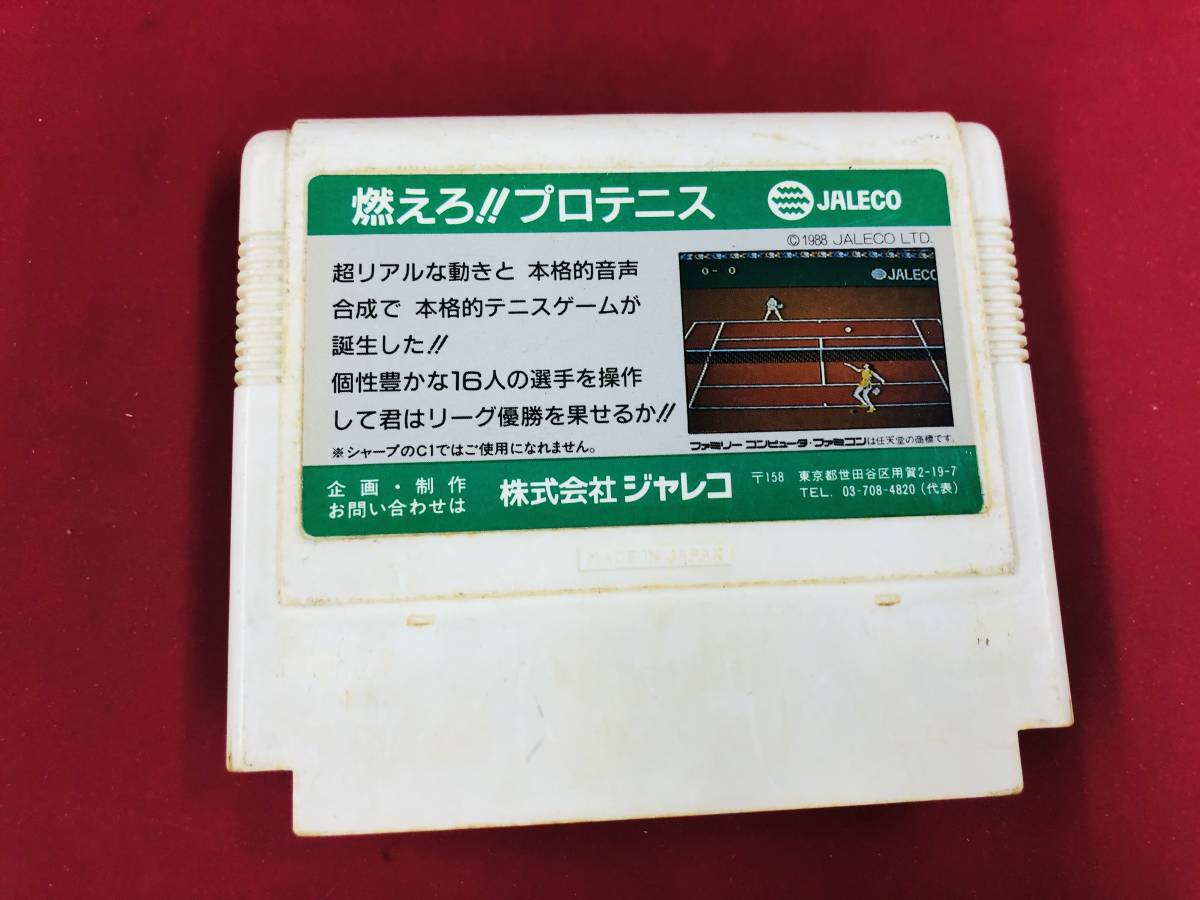 燃えろ!!プロテニス
JALECO
©1988 JALECO LTD.
超リアルな動きと 本格的音声
合成で 本格的テニスゲームが
誕生した!!
個性豊かな16人の選手を操作
して君はリーグ優勝を果せるか!!
※シャープのC1ではご使用になれません。
0- 0
JALECO
ファミリー コンピュータ・ファミコンは任天堂の商標です。
企画・制作
お問い合わせは
株式会社 ジャレコ
〒158 東京都世田谷区用賀2-19-7
TEL. 03-708-4820 (代表)
MADE IN JAPAN